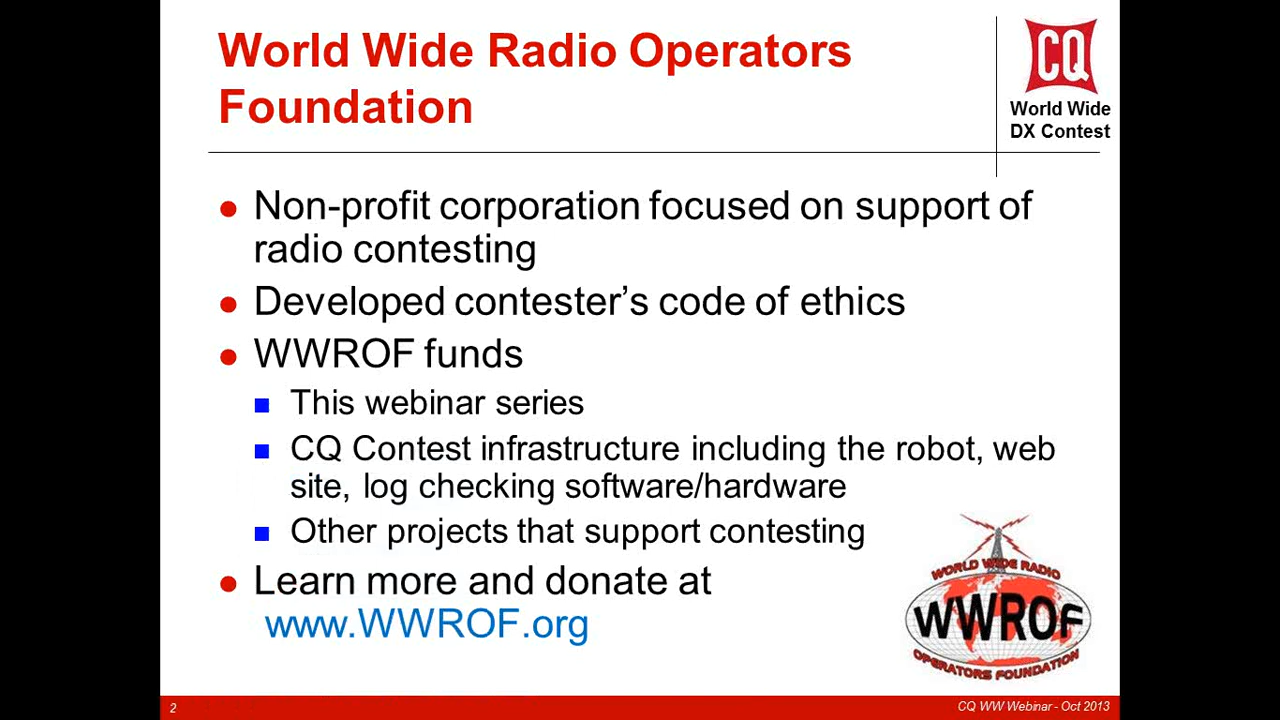 World Wide Radio Operators
Foundation
CQ
World Wide
DX Contest
Non-profit corporation focused on support of
radio contesting
Developed contester’s code of ethics
WWROF funds
This webinar series
CQ Contest infrastructure including the robot, web
site, log checking software/hardware
Other projects that support contesting
Learn more and donate at
www.WWROF.org
WORLD WIDE RADIO
WWROF
OPERATORS FOUNDATION
2
CQ WW Webinar - Oct 2013